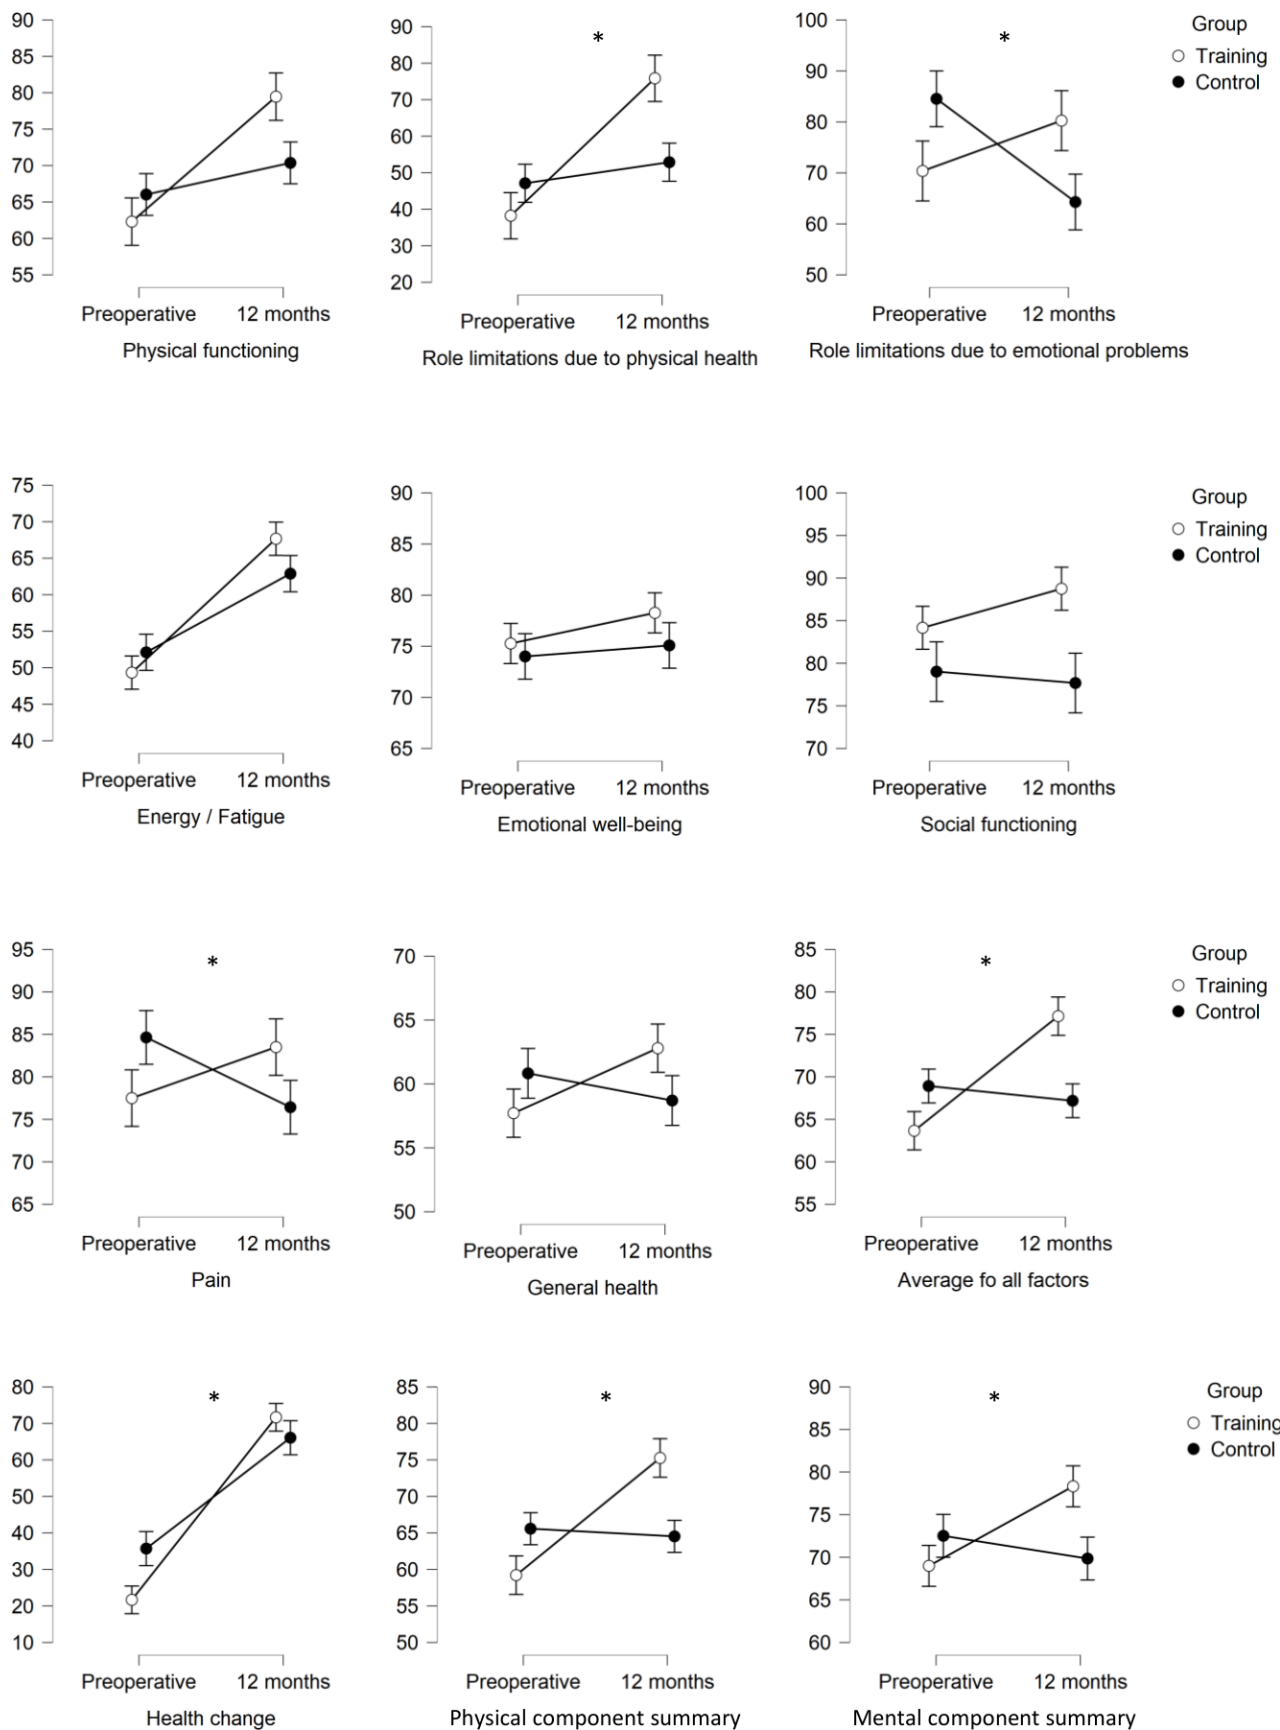 90
85
80
75
70
65
60
55
Preoperative 12 months
Physical functioning
90
80
70
60
50
40
30
20
*
Preoperative 12 months
Role limitations due to physical health
100
90
80
70
60
50
*
Preoperative 12 months
Role limitations due to emotional problems
Group
Training
Control
75
70
65
60
55
50
45
40
Preoperative 12 months
Energy / Fatigue
90
85
80
75
70
65
Preoperative 12 months
Emotional well-being
100
95
90
85
80
75
70
Preoperative 12 months
Social functioning
Group
Training
Control
95
90
85
80
75
70
65
*
Preoperative 12 months
Pain
70
65
60
55
50
Preoperative 12 months
General health
85
80
75
70
65
60
55
*
Preoperative 12 months
Average fo all factors
Group
Training
Control
80
70
60
50
40
30
20
10
*
Preoperative 12 months
Health change
85
80
75
70
65
60
55
50
*
Preoperative 12 months
Physical component summary
90
85
80
75
70
65
60
*
Preoperative 12 months
Mental component summary
Group
Training
Control